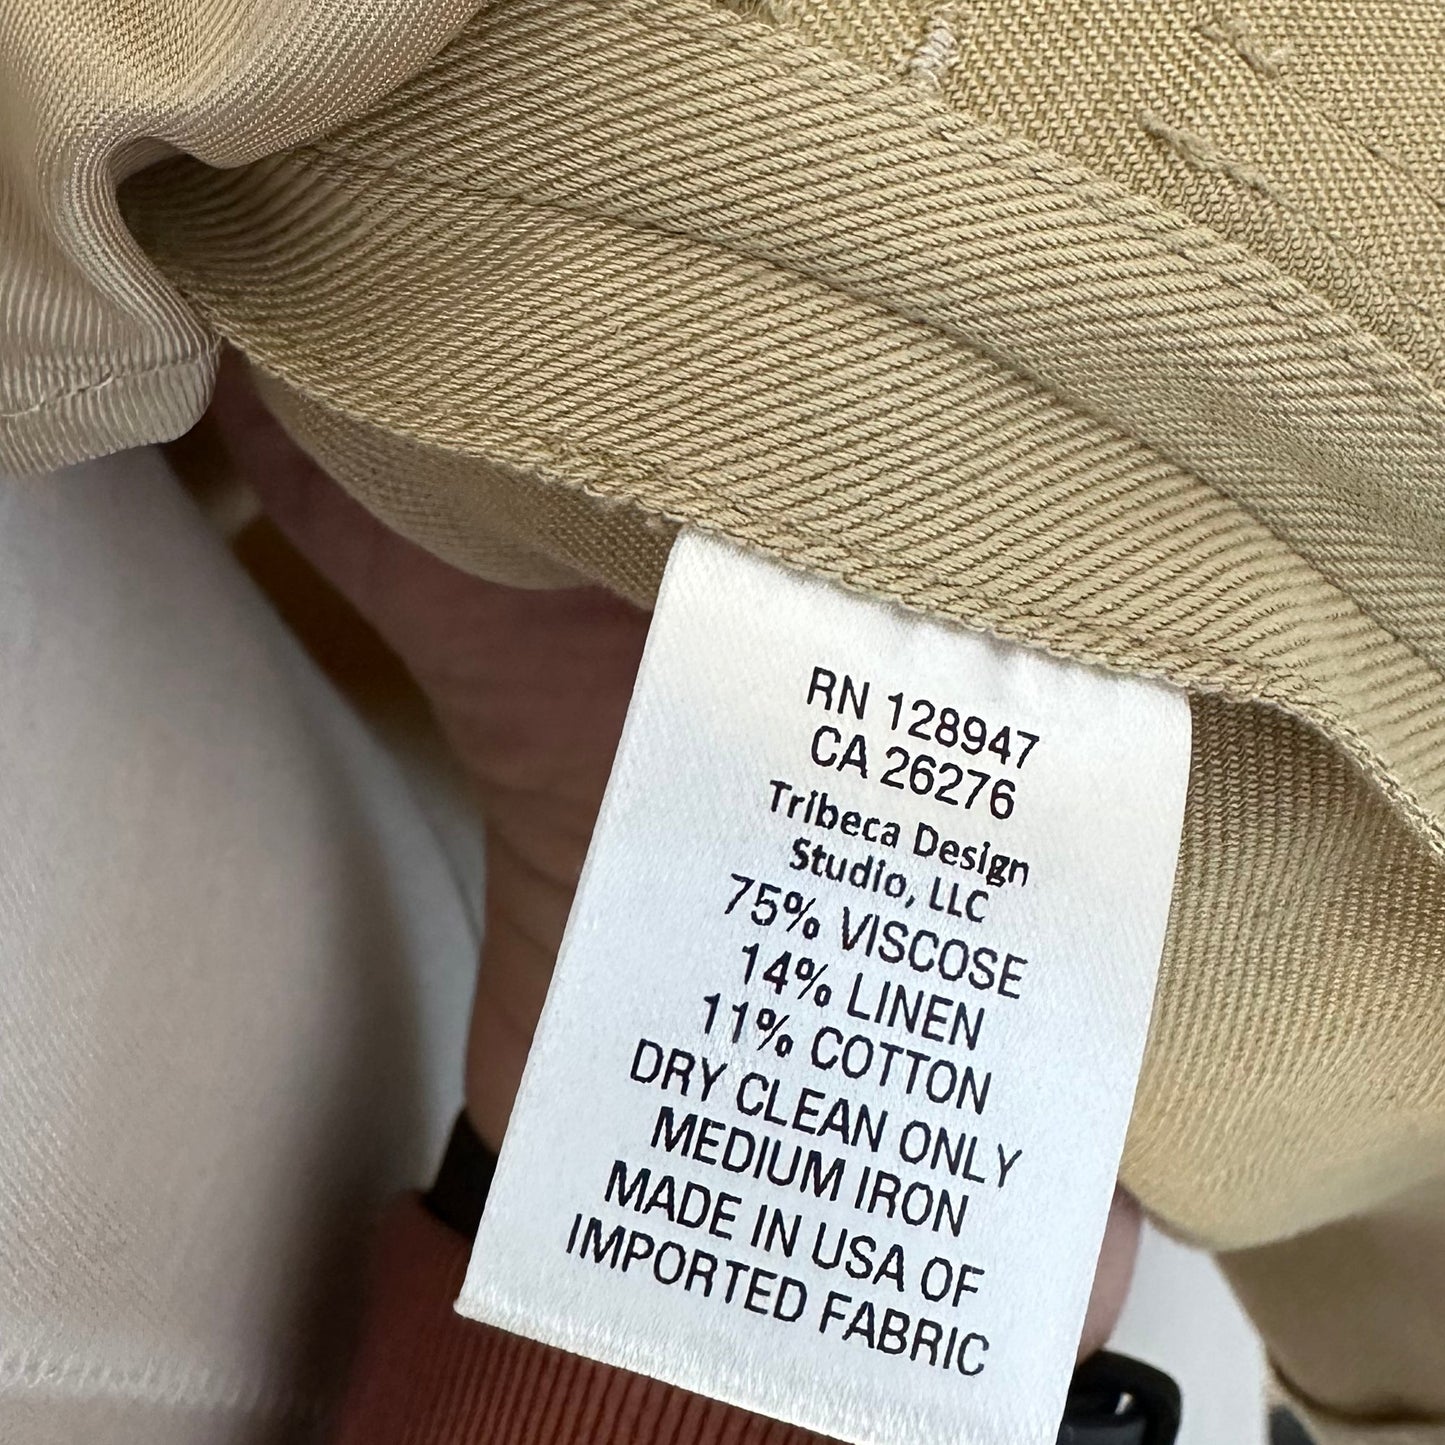 RN 128947
CA 26276
Tribeca Design
Studio, LLC
75% VISCOSE
14% LINEN
11% COTTON
DRY CLEAN ONLY
MEDIUM IRON
MADE IN USA OF
IMPORTED FABRIC